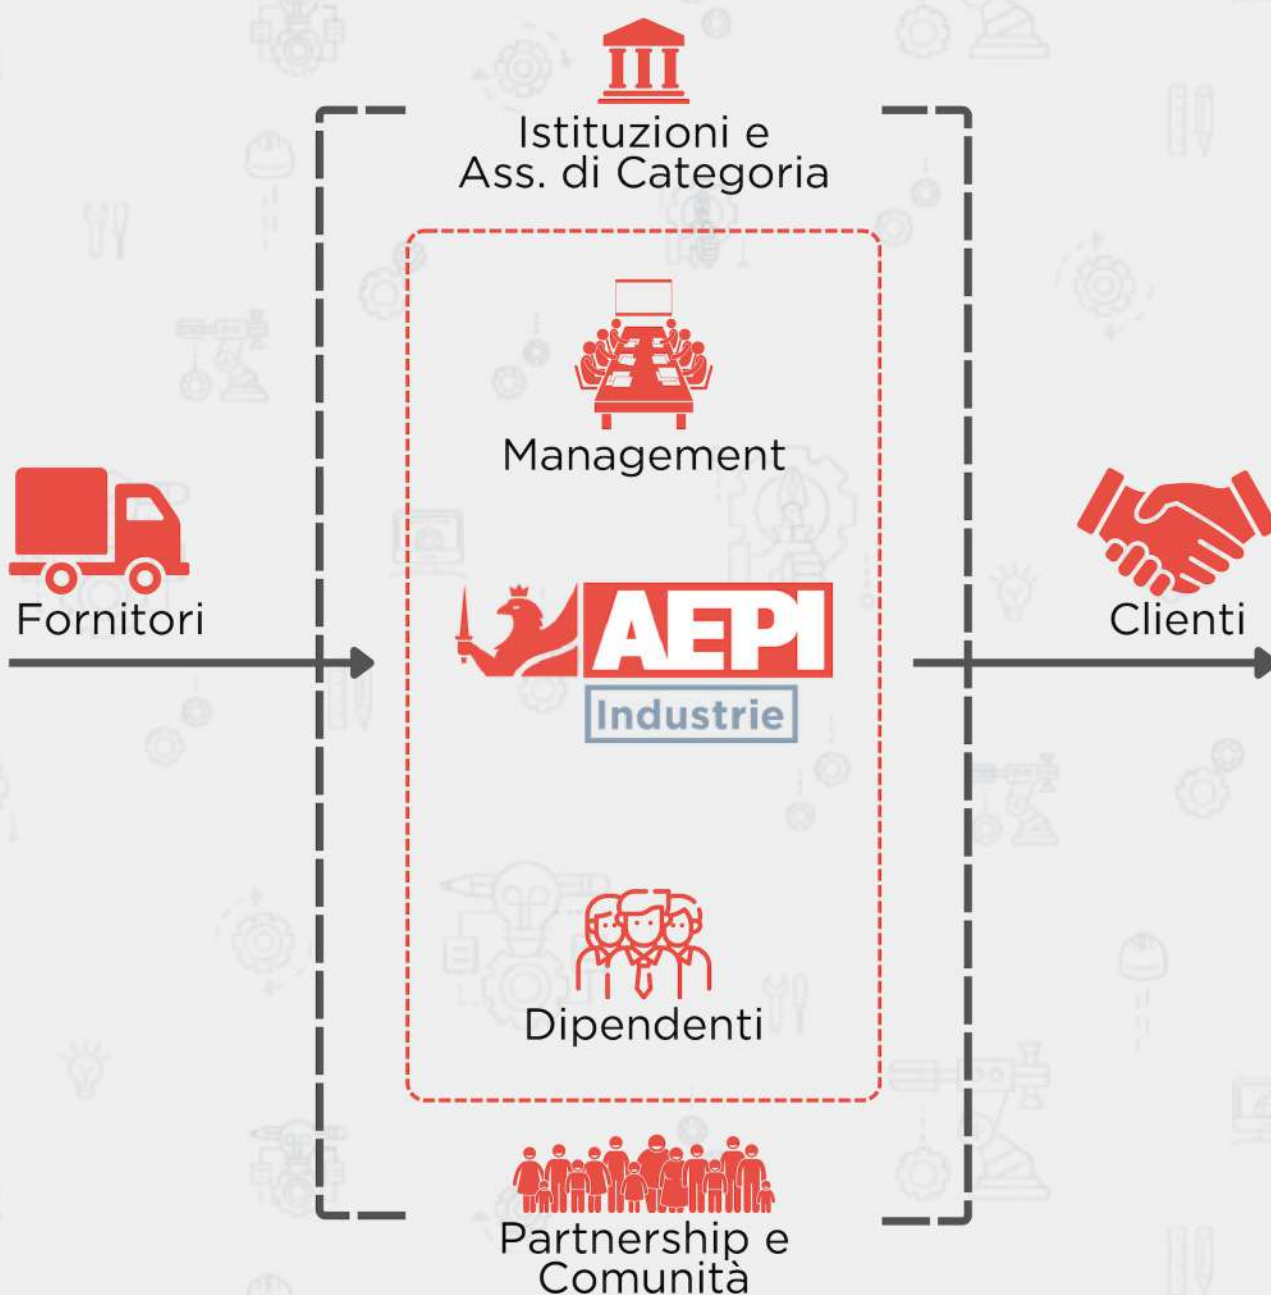 Istituzioni e
Ass. di Categoria
Management
Fornitori
Clienti
AEPI
Industrie
Dipendenti
Partnership e
Comunità